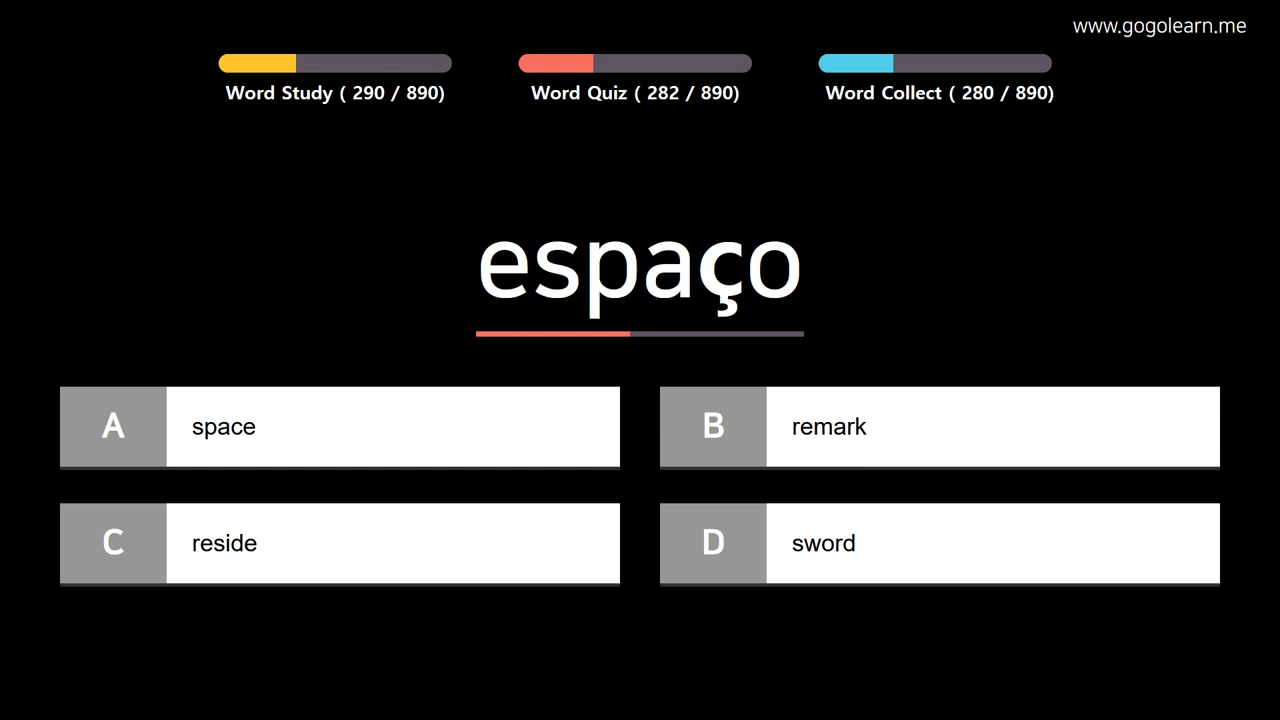 www.gogolearn.me
Word Study ( 290 / 890)
Word Quiz ( 282 / 890)
Word Collect ( 280 / 890)
espaço
A space
B remark
C reside
D sword